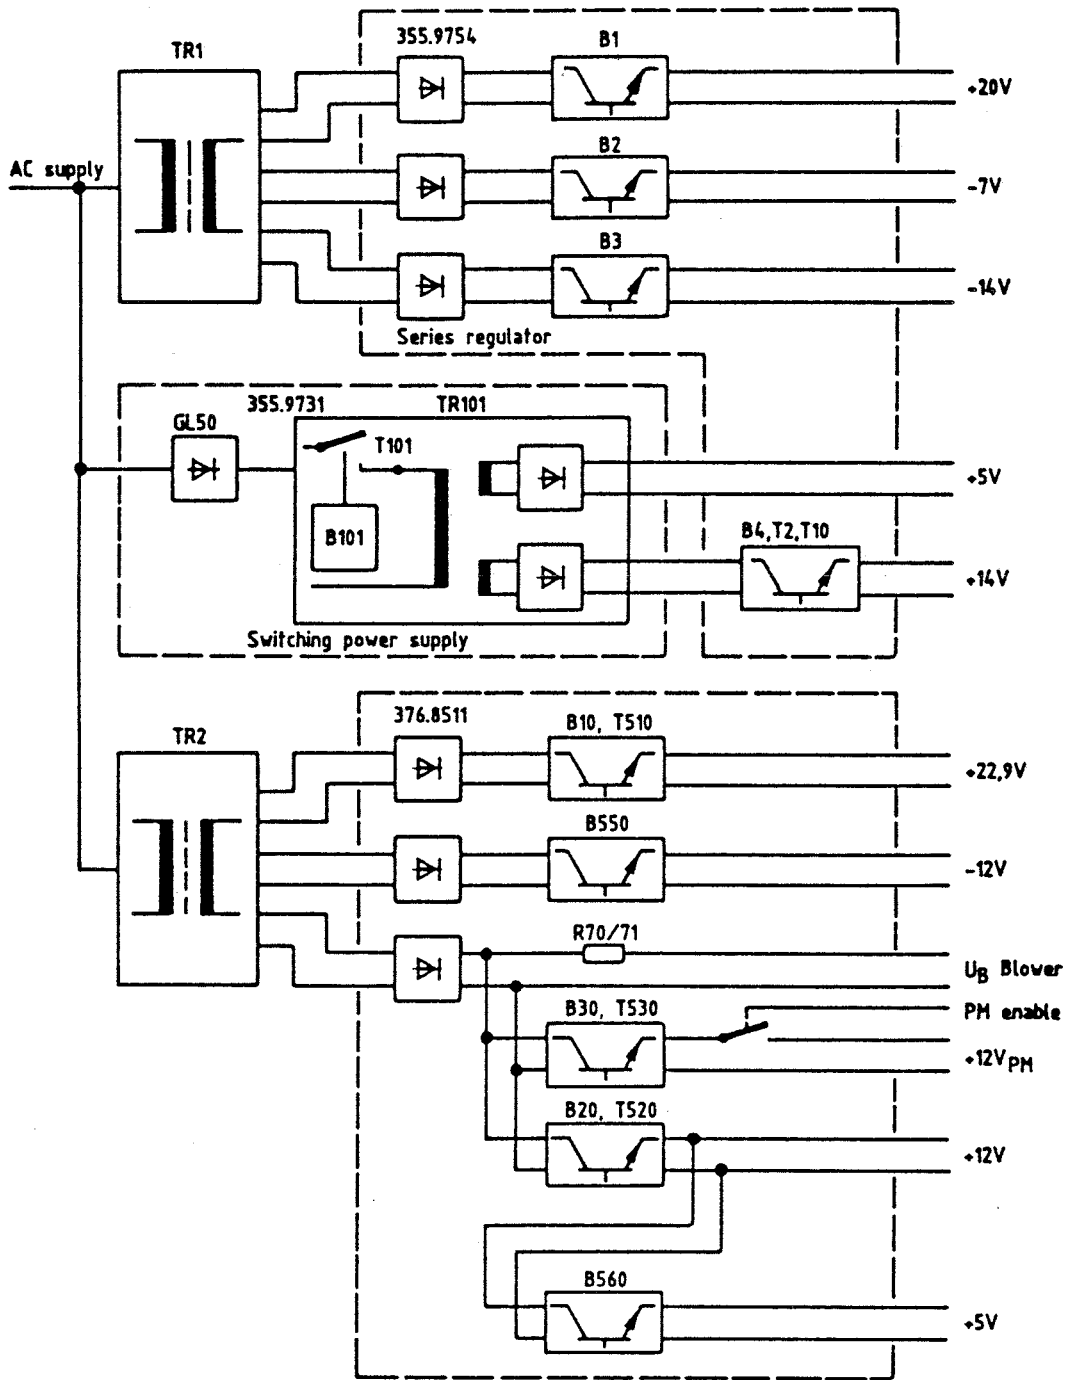 355.9754
B1
TR1
+20V
B2
AC supply
-7V
B3
-14V
Series regulator
355.9731
TR101
GL50
T101
+5V
B101
B4,T2,T10
+14V
Switching power supply
376.8511
B10, T510
TR2
+22,9V
B550
-12V
R70/71
UB Blower
B30, T530
PM enable
+12VPM
B20, T520
+12V
B560
+5V